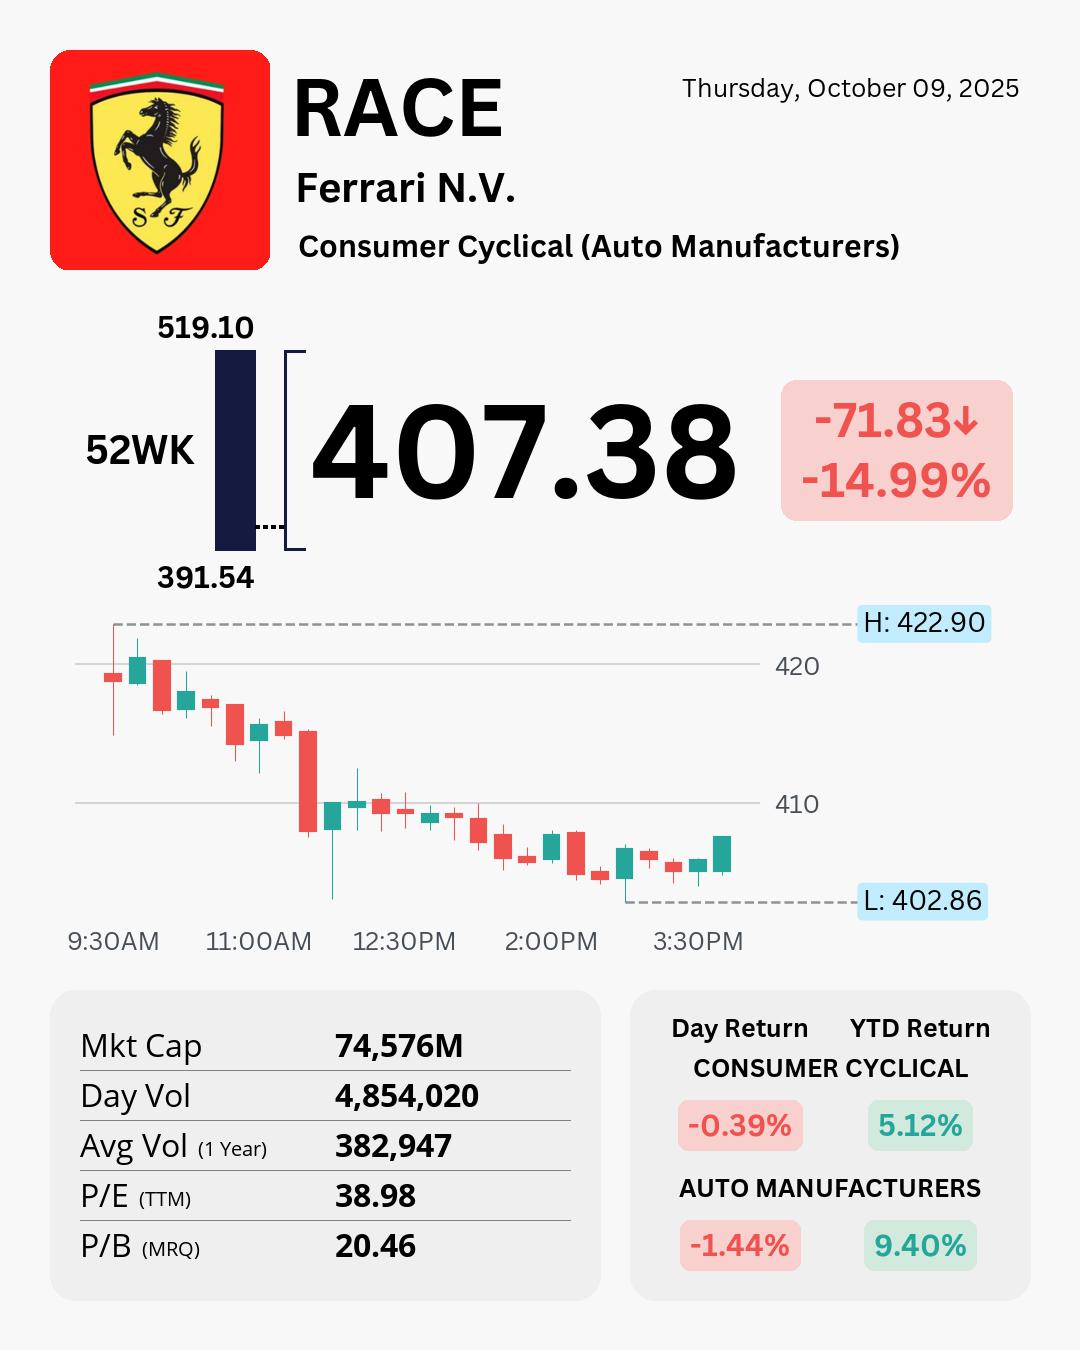 RACE
Thursday, October 09, 2025
Ferrari N.V.
Consumer Cyclical (Auto Manufacturers)
S F
519.10
52WK
407.38
-71.83↓
-14.99%
391.54
H: 422.90
420
410
L: 402.86
9:30AM 11:00AM 12:30PM 2:00PM 3:30PM
Mkt Cap 74,576M
Day Vol 4,854,020
Avg Vol (1 Year) 382,947
P/E (TTM) 38.98
P/B (MRQ) 20.46
Day Return YTD Return
CONSUMER CYCLICAL
-0.39% 5.12%
AUTO MANUFACTURERS
-1.44% 9.40%